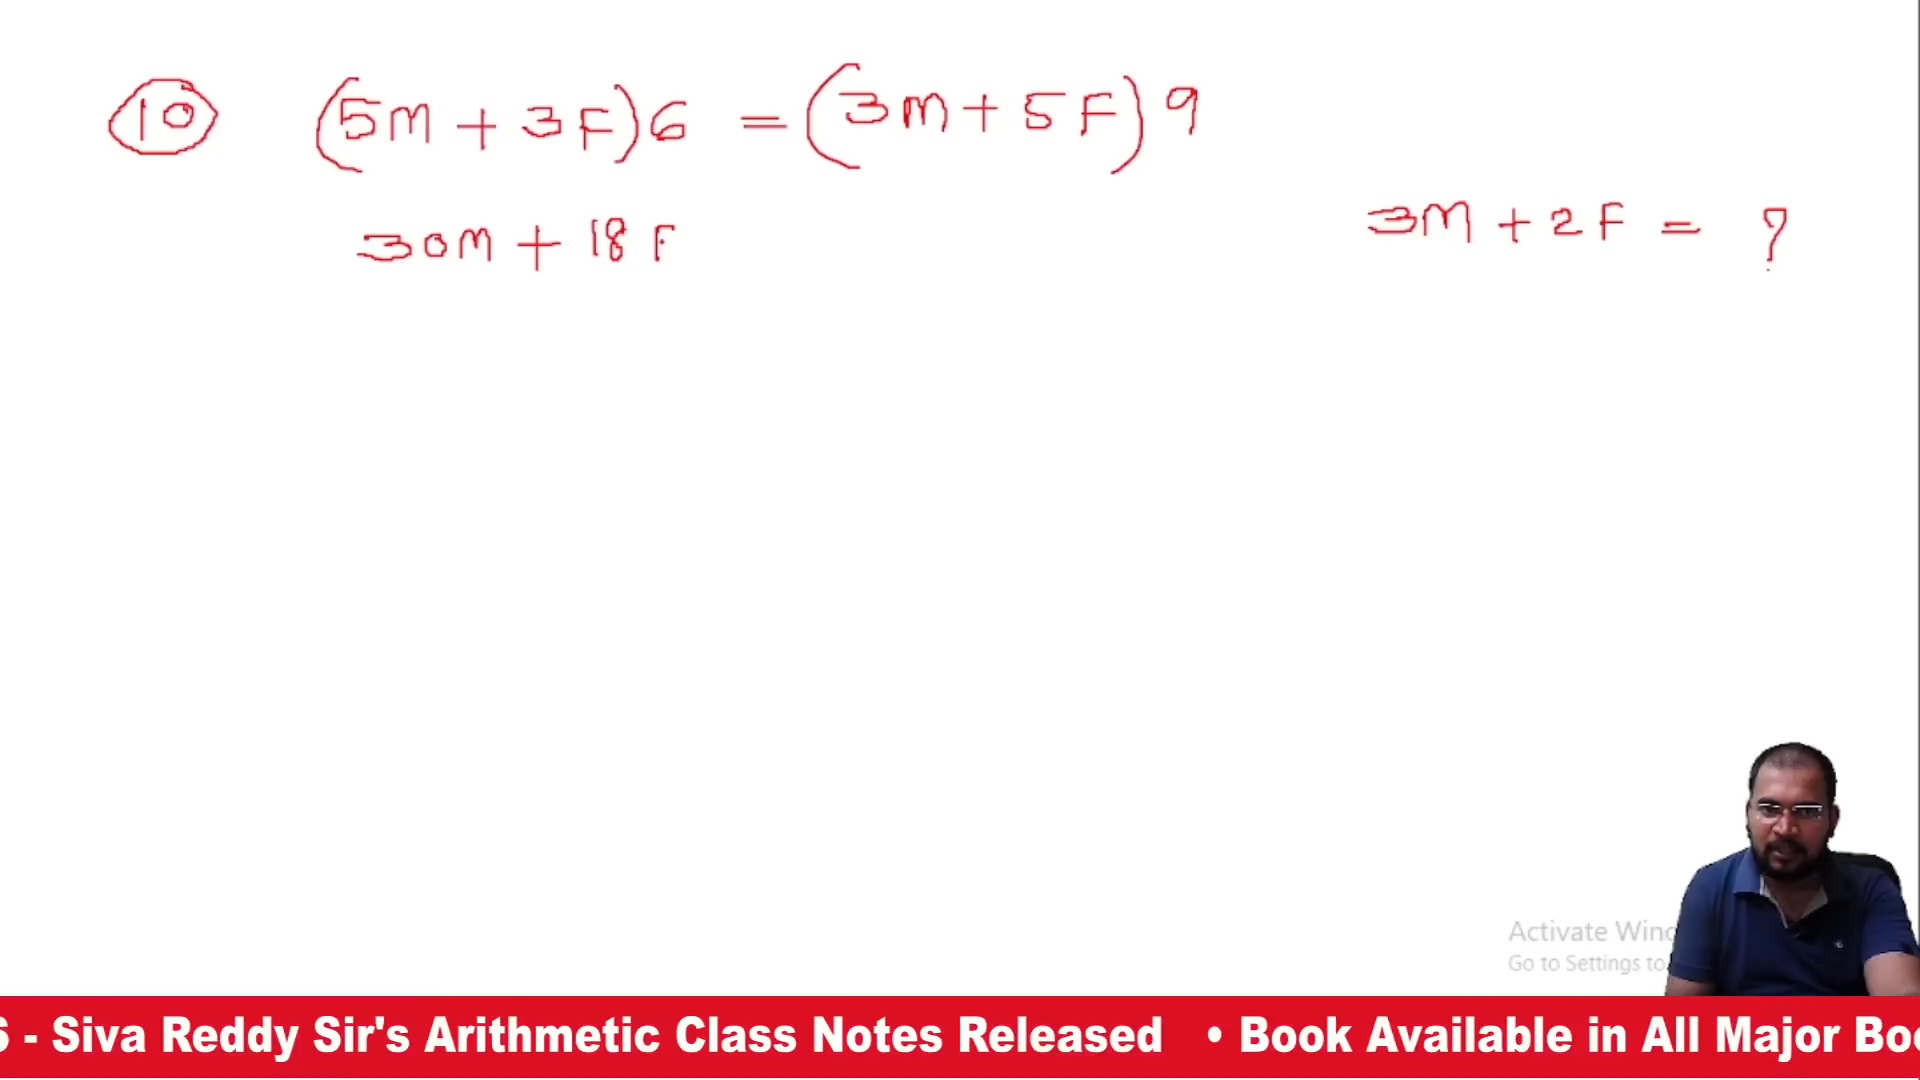 10 (5M + 3F)6 = (3M + 5F)9
3M + 2F = ?
30M + 18F
Activate Wind
Go to Settings to
S - Siva Reddy Sir's Arithmetic Class Notes Released • Book Available in All Major Boo